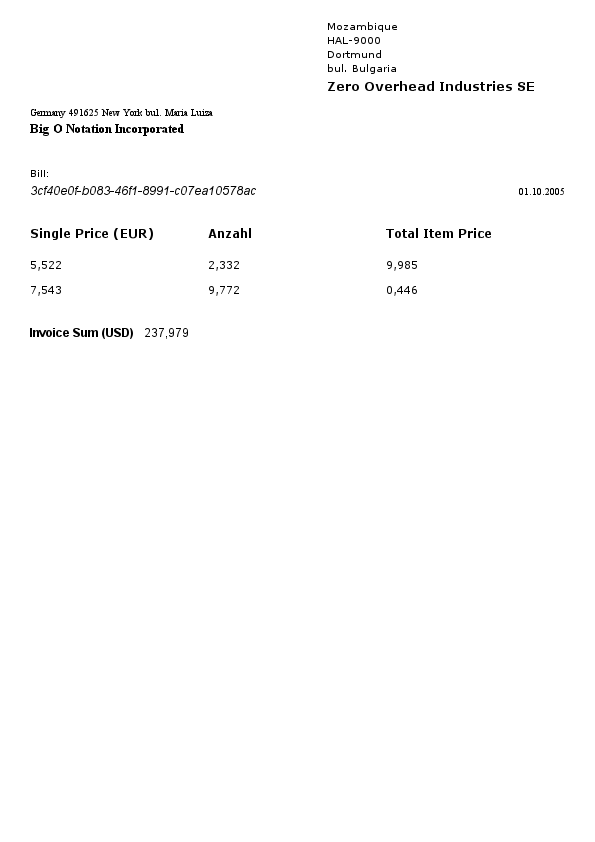 Mozambique
HAL-9000
Dortmund
bul. Bulgaria
Zero Overhead Industries SE
Germany 491625 New York bul. Maria Luiza
Big O Notation Incorporated
Bill:
3cf40e0f-b083-46f1-8991-c07ea10578ac 01.10.2005
Single Price (EUR) Anzahl Total Item Price
5,522 2,332 9,985
7,543 9,772 0,446
Invoice Sum (USD) 237,979